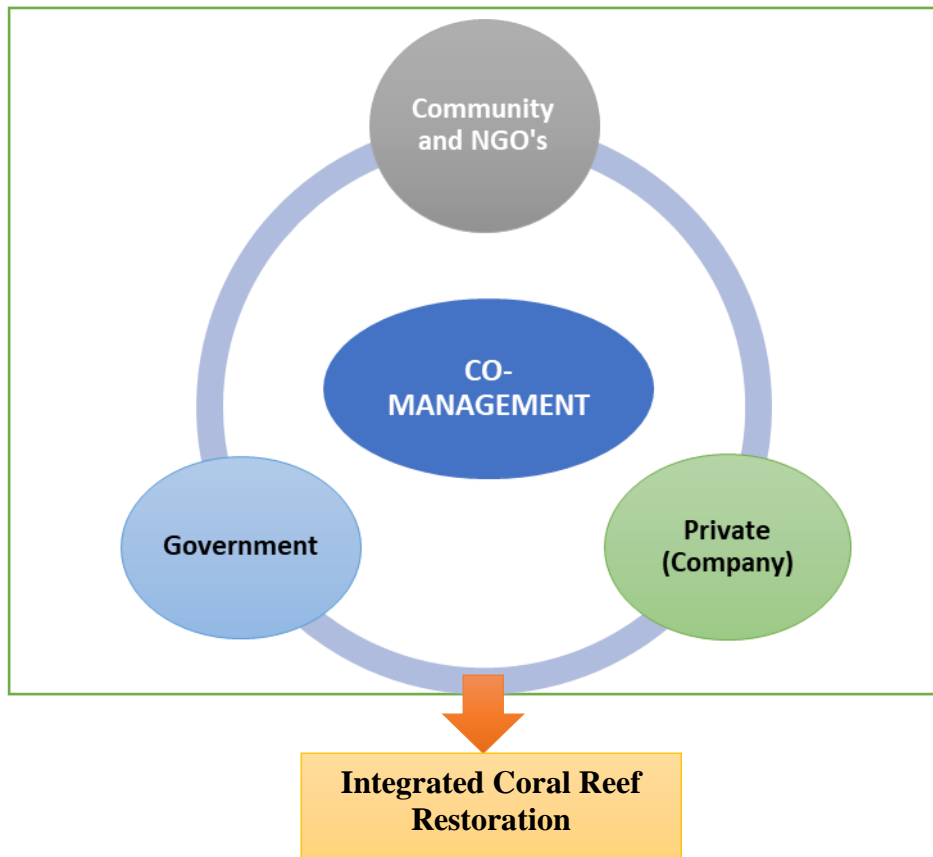 Community
and NGO's
CO-
MANAGEMENT
Government
Private
(Company)
Integrated Coral Reef
Restoration